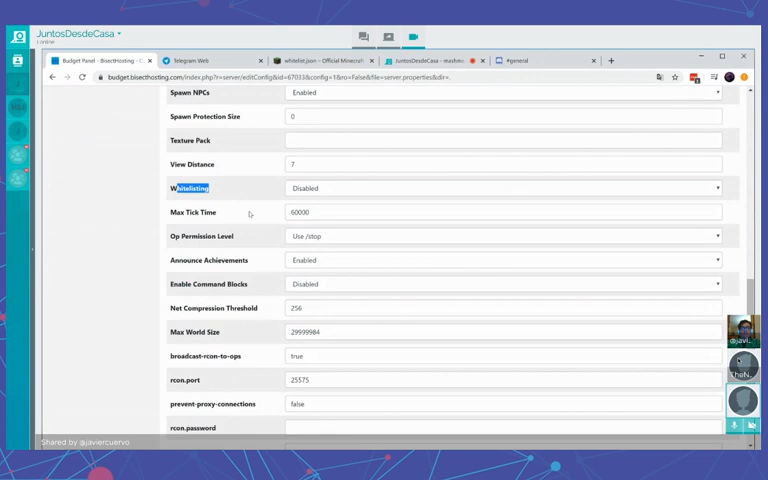 JuntosDesdeCasa
1 online
Budget Panel - BisectHosting - C
Telegram Web
whitelist.json – Official Minecraf
JuntosDesdeCasa - mashme
#general
budget.bisecthosting.com/index.php?r=server/editConfig&id=67033&config=1&ro=False&file=server.properties&dir=.
Spawn NPCs Enabled
Spawn Protection Size 0
Texture Pack
View Distance 7
Whitelisting Disabled
Max Tick Time 60000
Op Permission Level Use /stop
Announce Achievements Enabled
Enable Command Blocks Disabled
Net Compression Threshold 256
Max World Size 29999984
broadcast-rcon-to-ops true
rcon.port 25575
prevent-proxy-connections false
rcon.password
@javi...
TheN...
Shared by @javiercuervo